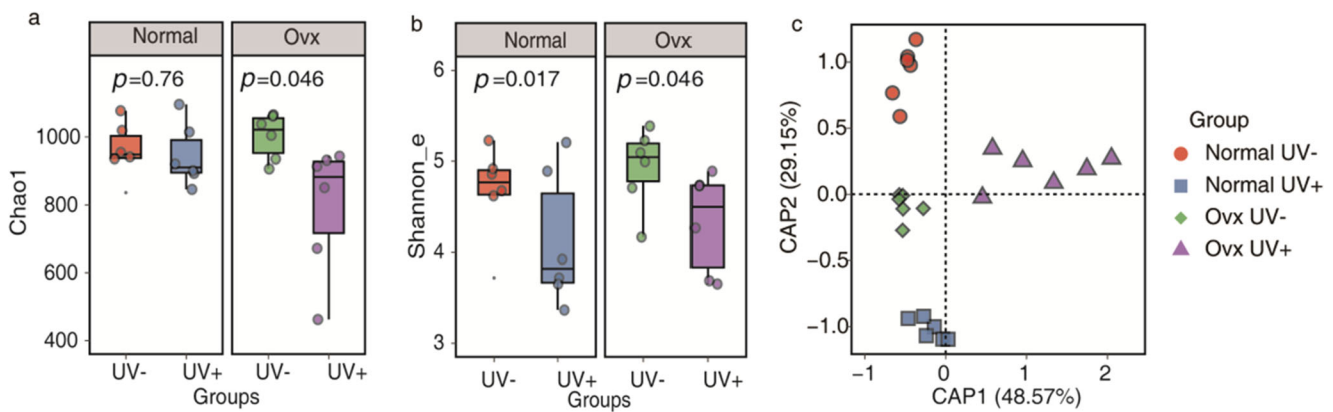 a
Normal
Ovx
p=0.76
p=0.046
1000
800
600
400
Chao1
UV-
UV+
UV-
UV+
Groups
b
Normal
Ovx
p=0.017
p=0.046
6
5
4
3
Shannon_e
UV-
UV+
UV-
UV+
Groups
c
1.0
0.5
0.0
−0.5
−1.0
CAP2 (29.15%)
−1
0
1
2
CAP1 (48.57%)
Group
Normal UV-
Normal UV+
Ovx UV-
Ovx UV+